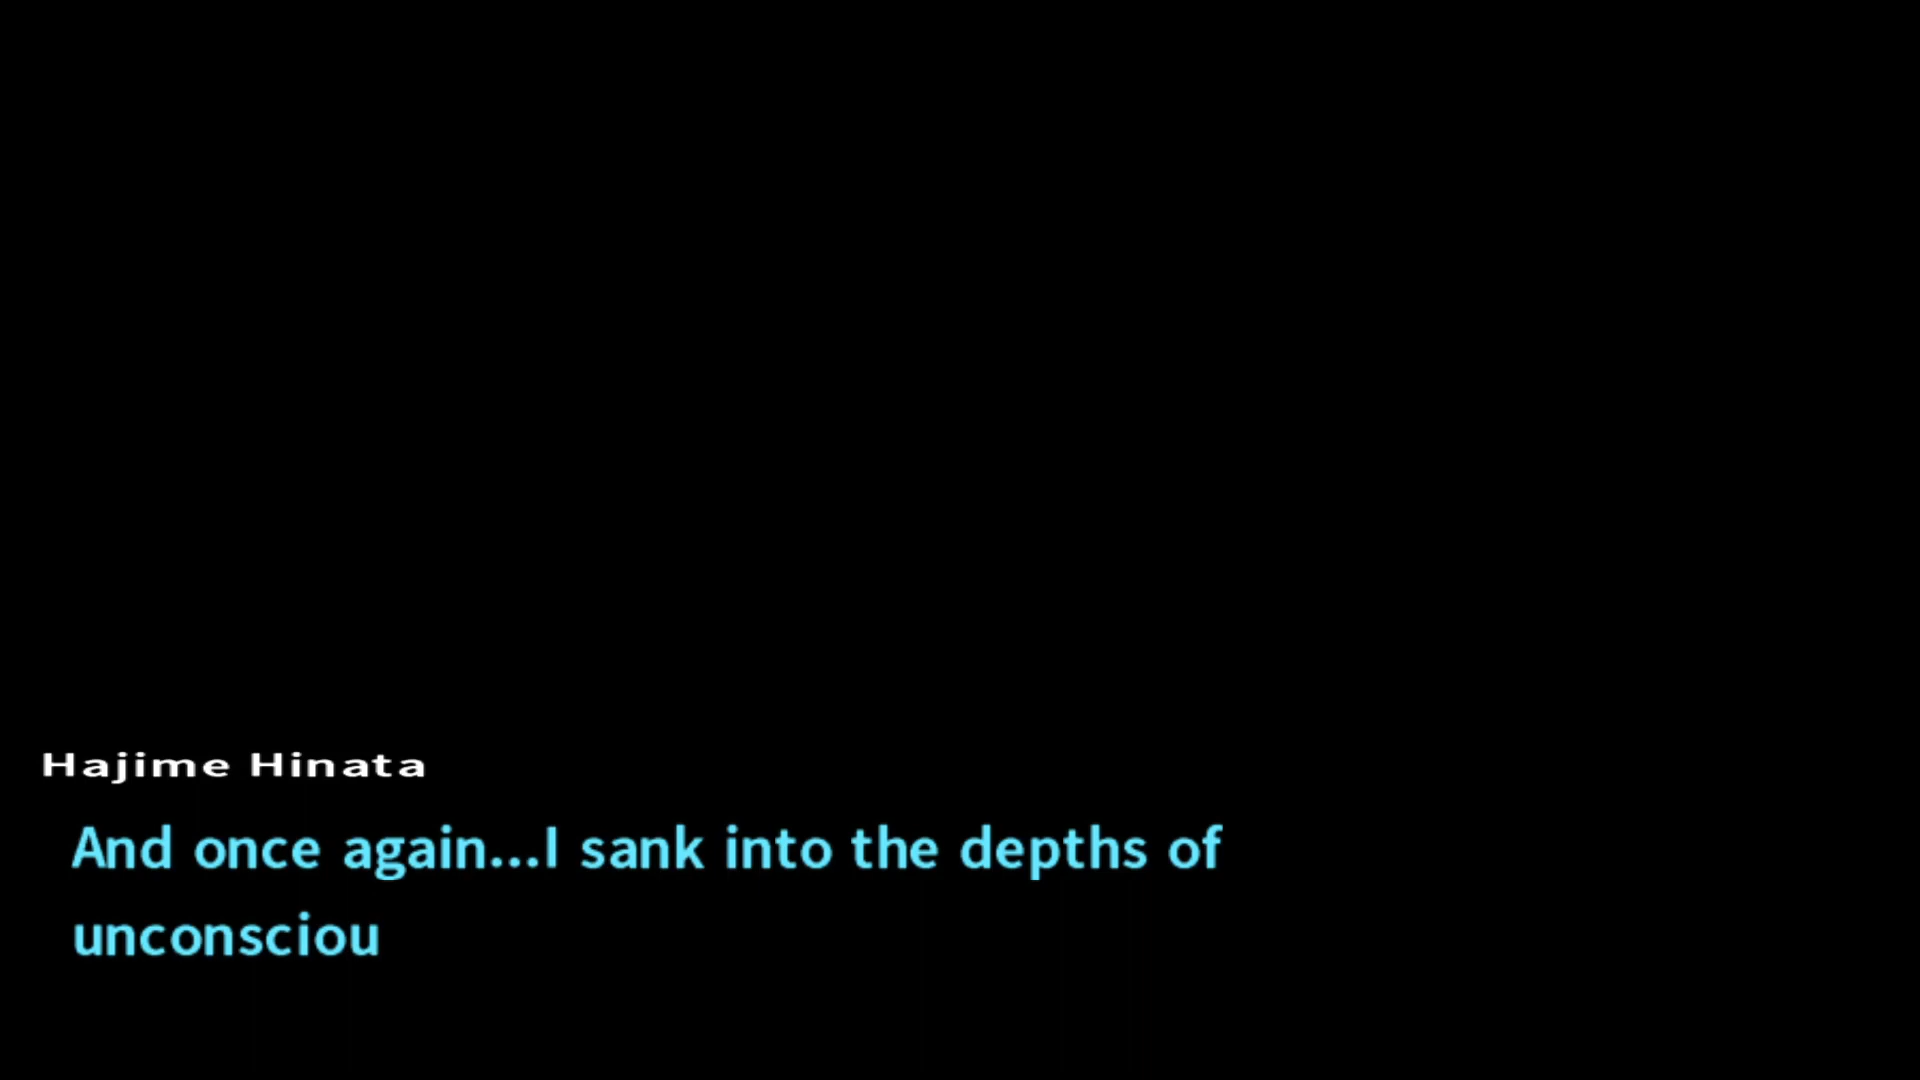 Hajime Hinata
And once again...I sank into the depths of
unconsciou